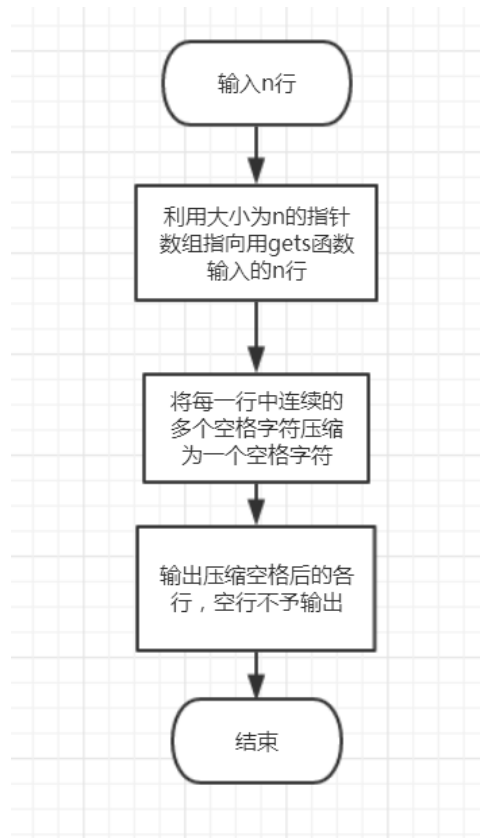 输入n行
利用大小为n的指针
数组指向用gets函数
输入的n行
将每一行中连续的
多个空格字符压缩
为一个空格字符
输出压缩空格后的各
行，空行不予输出
结束